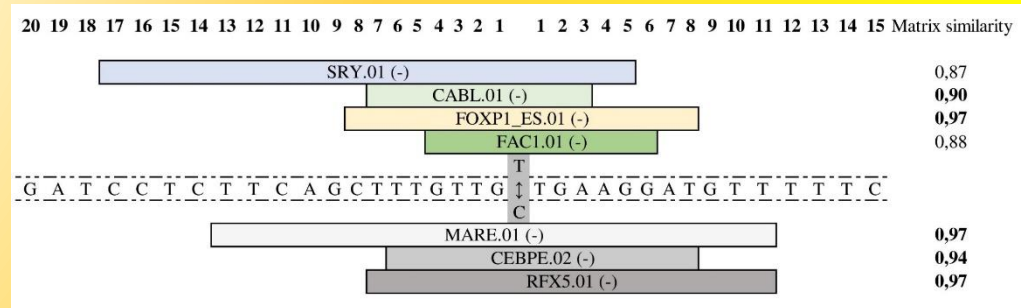 20 19 18 17 16 15 14 13 12 11 10 9 8 7 6 5 4 3 2 1 1 2 3 4 5 6 7 8 9 10 11 12 13 14 15 Matrix similarity
SRY.01 (-) 0,87
CABL.01 (-) 0,90
FOXP1_ES.01 (-) 0,97
FAC1.01 (-) 0,88
T
G A T C C T C T T C A G C T T T G T T G ↕ T G A A G G A T G T T T T T C
C
MARE.01 (-) 0,97
CEBPE.02 (-) 0,94
RFX5.01 (-) 0,97